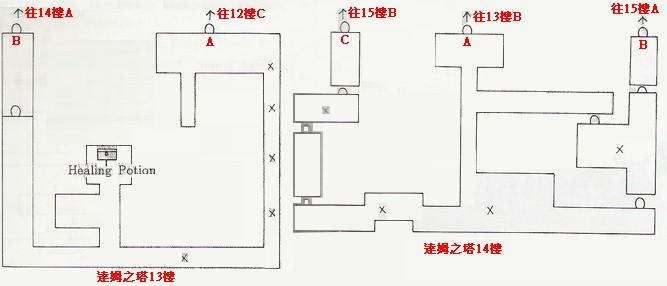 往14樓A
往12樓C
往15樓B
往13樓B
往15樓A
B
A
C
A
B
Healing Potion
達姆之塔13樓
達姆之塔14樓